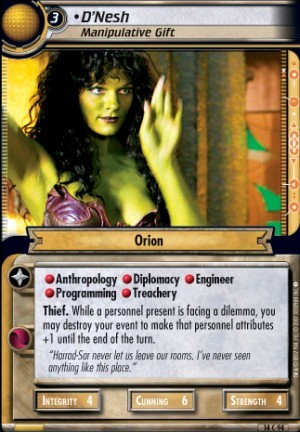 3
• D'Nesh
Manipulative Gift
Orion
• Anthropology • Diplomacy • Engineer
• Programming • Treachery
Thief. While a personnel present is facing a dilemma, you
may destroy your event to make that personnel attributes
+1 until the end of the turn.
"Harrad-Sar never let us leave our rooms. I've never seen
anything like this place."
INTEGRITY 4 CUNNING 6 STRENGTH 4